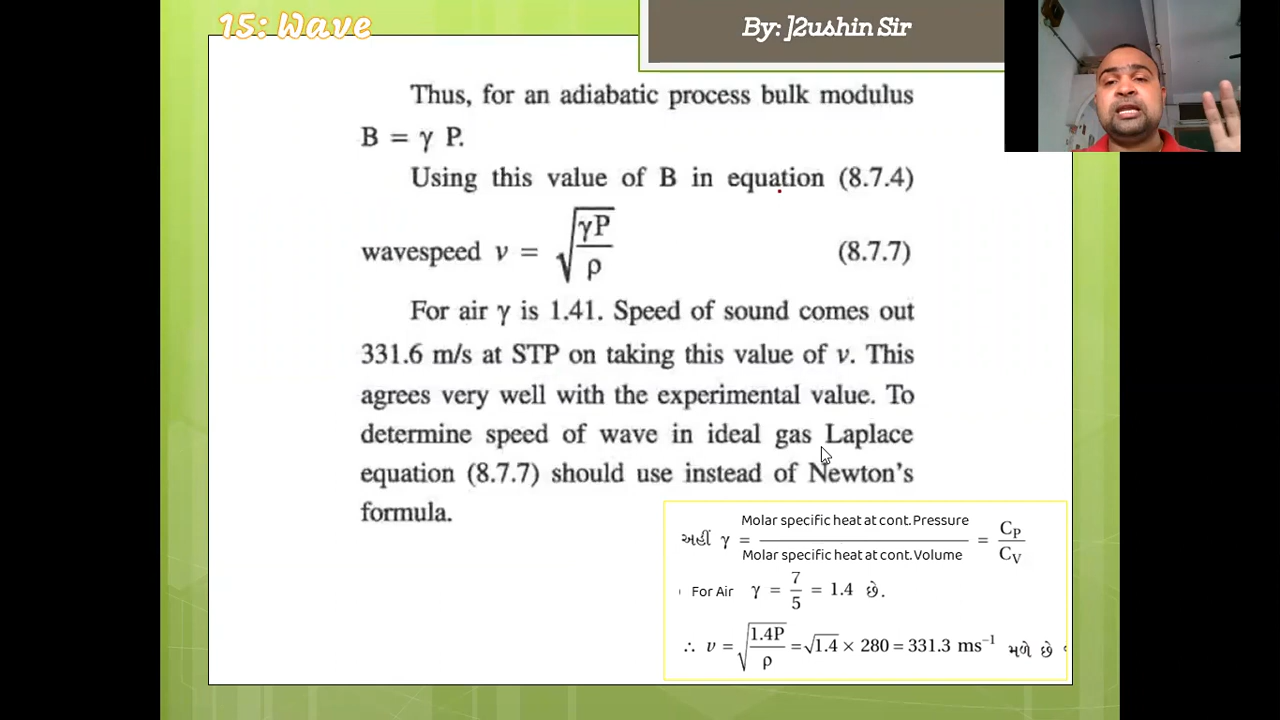 15: Wave
By: ]2ushin Sir
Thus, for an adiabatic process bulk modulus
B = γ P.
Using this value of B in equation (8.7.4)
wavespeed v = √(γP/ρ) (8.7.7)
For air γ is 1.41. Speed of sound comes out
331.6 m/s at STP on taking this value of v. This
agrees very well with the experimental value. To
determine speed of wave in ideal gas Laplace
equation (8.7.7) should use instead of Newton's
formula.
અહીં γ = Molar specific heat at cont. Pressure / Molar specific heat at cont. Volume = C_P / C_V
For Air γ = 7/5 = 1.4 છે.
∴ v = √(1.4P/ρ) = √1.4 × 280 = 331.3 ms⁻¹ મળે છે